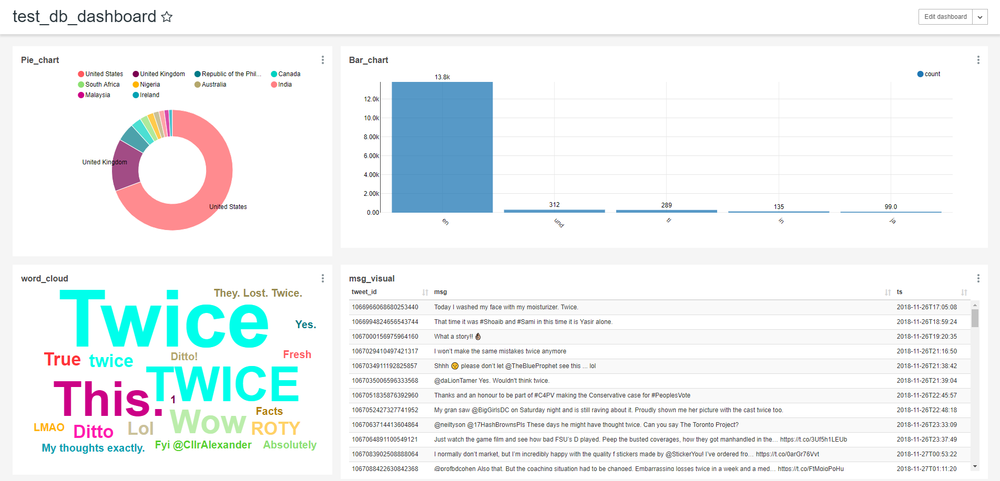 test_db_dashboard
Edit dashboard
Pie_chart
United States United Kingdom Republic of the Phil... Canada
South Africa Nigeria Australia India
Malaysia Ireland
United Kingdom
United States
Bar_chart
count
13.8k
12.0k
10.0k
8.00k
6.00k
4.00k
2.00k
0.00
312
289
135
99.0
en
und
tl
in
ja
word_cloud
They. Lost. Twice.
Twice
Yes.
True twice Ditto! Fresh
TWICE
This.
1
Facts
Wow
LMAO Ditto Lol ROTY
My thoughts exactly. Fyi @CllrAlexander Absolutely
msg_visual
tweet_id msg ts
1066966068680253440 Today I washed my face with my moisturizer. Twice. 2018-11-26T17:05:08
1066994824656543744 That time it was #Shoaib and #Sami in this time it is Yasir alone. 2018-11-26T18:59:24
1067000156975964160 What a story!! 👌🏿 2018-11-26T19:20:35
1067029410497421317 I won’t make the same mistakes twice anymore 2018-11-26T21:16:50
1067034911192825857 Shhh 🤫 please don’t let @TheBlueProphet see this ... lol 2018-11-26T21:38:42
1067035006596333568 @daLionTamer Yes. Wouldn't think twice. 2018-11-26T21:39:04
1067051835876392960 Thanks and an honour to be part of #C4PV making the Conservative case for #PeoplesVote 2018-11-26T22:45:57
1067052427327741952 My gran saw @BigGirlsDC on Saturday night and is still raving about it. Proudly shown me her picture with the cast twice too. 2018-11-26T22:48:18
1067063714413604864 @neiltyson @17HashBrownsPls These days he might have thought twice. Can you say The Toronto Project? 2018-11-26T23:33:09
1067064891100549121 Just watch the game film and see how bad FSU’s D played. Peep the busted coverages, how they got manhandled in the… https://t.co/3Uf5h1LEUb 2018-11-26T23:37:49
1067083902508888064 I normally don’t market, but I’m incredibly happy with the quality f stickers made by @StickerYou! I’ve ordered fro… https://t.co/0arGr76Vvt 2018-11-27T00:53:22
1067088422630842368 @profbdcohen Also that. But the coaching situation had to be changed. Embarrassing losses twice in a week and a med… https://t.co/FtMqiqPoHu 2018-11-27T01:11:20